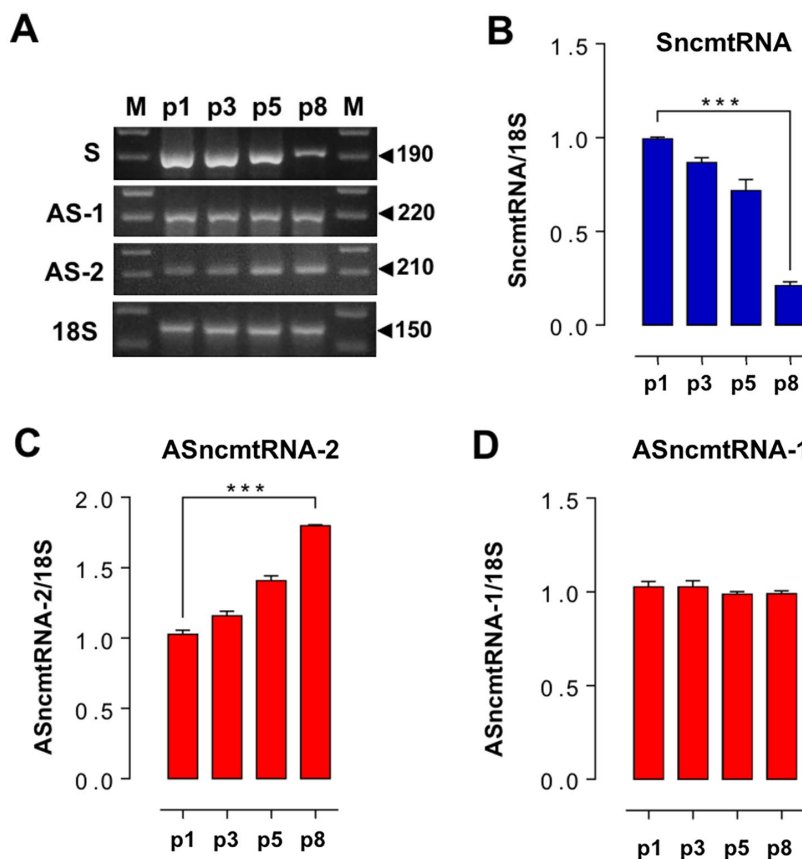 A
M p1 p3 p5 p8 M
S
190
AS-1
220
AS-2
210
18S
150
B
SncmtRNA
SncmtRNA/18S
1.5
1.0
0.5
0.0
***
p1 p3 p5 p8
C
ASncmtRNA-2
ASncmtRNA-2/18S
2.0
1.5
1.0
0.5
0.0
***
p1 p3 p5 p8
D
ASncmtRNA-1
ASncmtRNA-1/18S
1.5
1.0
0.5
0.0
p1 p3 p5 p8